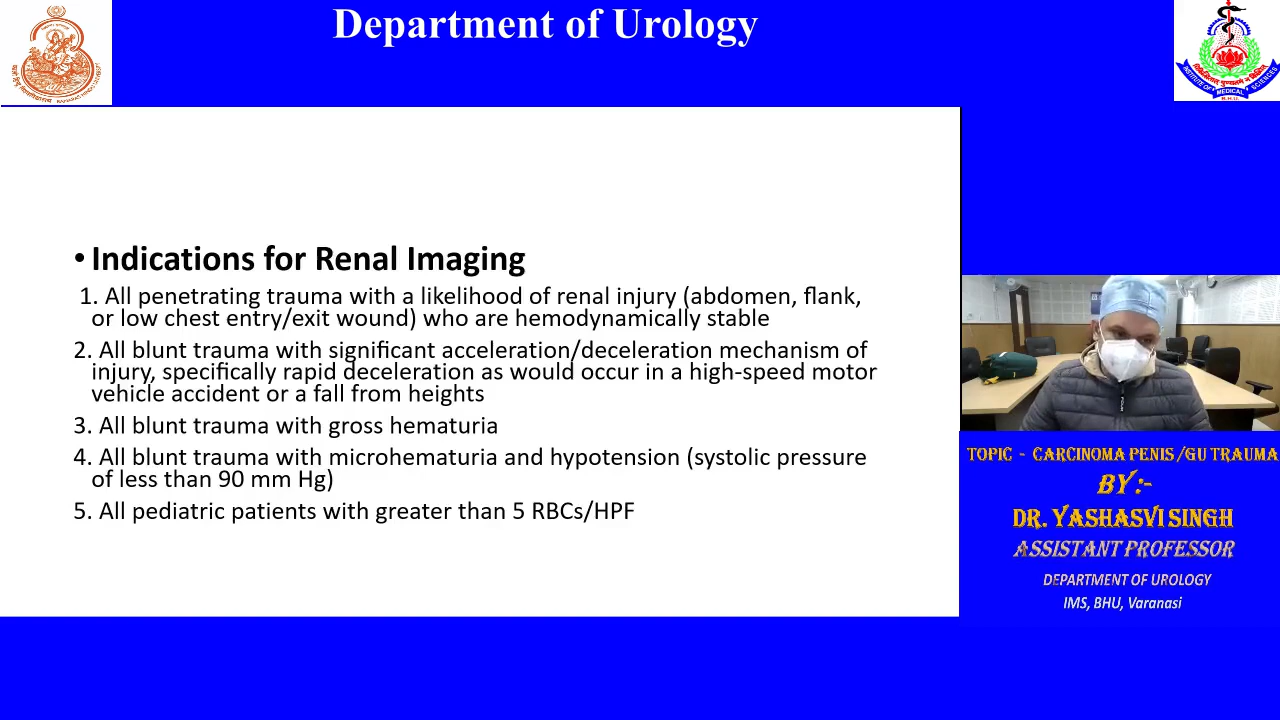 Department of Urology
INSTITUTE OF MEDICAL SCIENCES
B.H.U.
• Indications for Renal Imaging
1. All penetrating trauma with a likelihood of renal injury (abdomen, flank,
or low chest entry/exit wound) who are hemodynamically stable
2. All blunt trauma with significant acceleration/deceleration mechanism of
injury, specifically rapid deceleration as would occur in a high-speed motor
vehicle accident or a fall from heights
3. All blunt trauma with gross hematuria
4. All blunt trauma with microhematuria and hypotension (systolic pressure
of less than 90 mm Hg)
5. All pediatric patients with greater than 5 RBCs/HPF
TOPIC - CARCINOMA PENIS /GU TRAUMA
BY :-
DR. YASHASVI SINGH
ASSISTANT PROFESSOR
DEPARTMENT OF UROLOGY
IMS, BHU, Varanasi